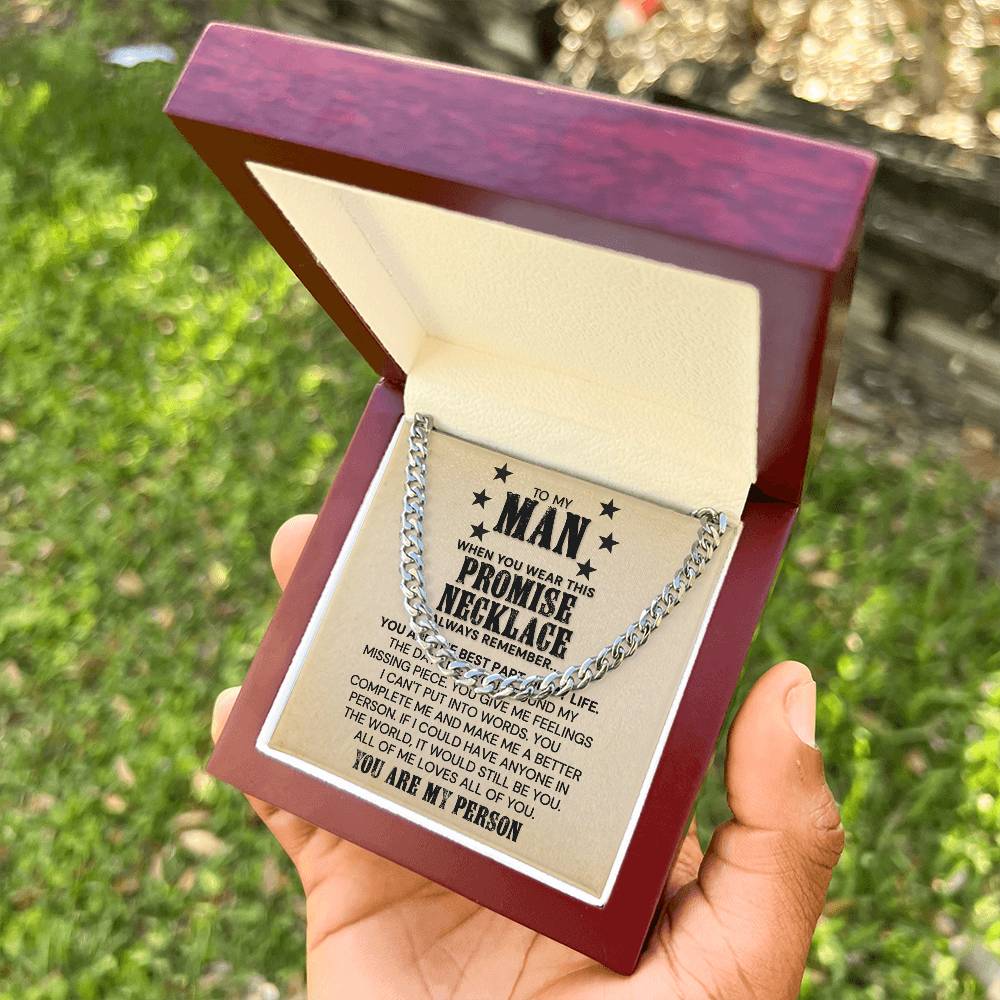 TO MY
MAN
WHEN YOU WEAR THIS
PROMISE
NECKLACE
ALWAYS REMEMBER.
YOU BEST LIFE.
THE MY
MISSING PIECE. YOU GIVE ME FEELINGS
I CAN'T PUT INTO WORDS. YOU
COMPLETE ME AND MAKE ME A BETTER
PERSON. IF I COULD HAVE ANYONE IN
THE WORLD, IT WOULD STILL BE YOU.
ALL OF ME LOVES ALL OF YOU.
YOU ARE MY PERSON